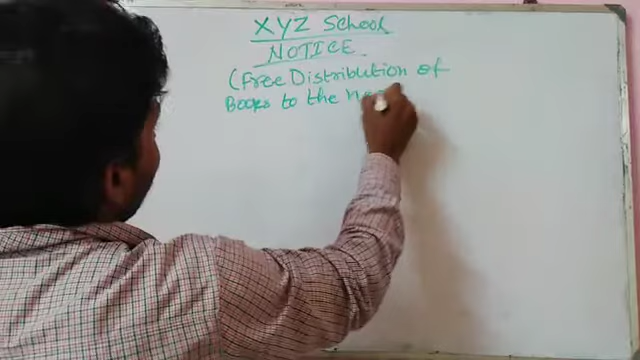 XYZ School
NOTICE
(Free Distribution of
Books to the